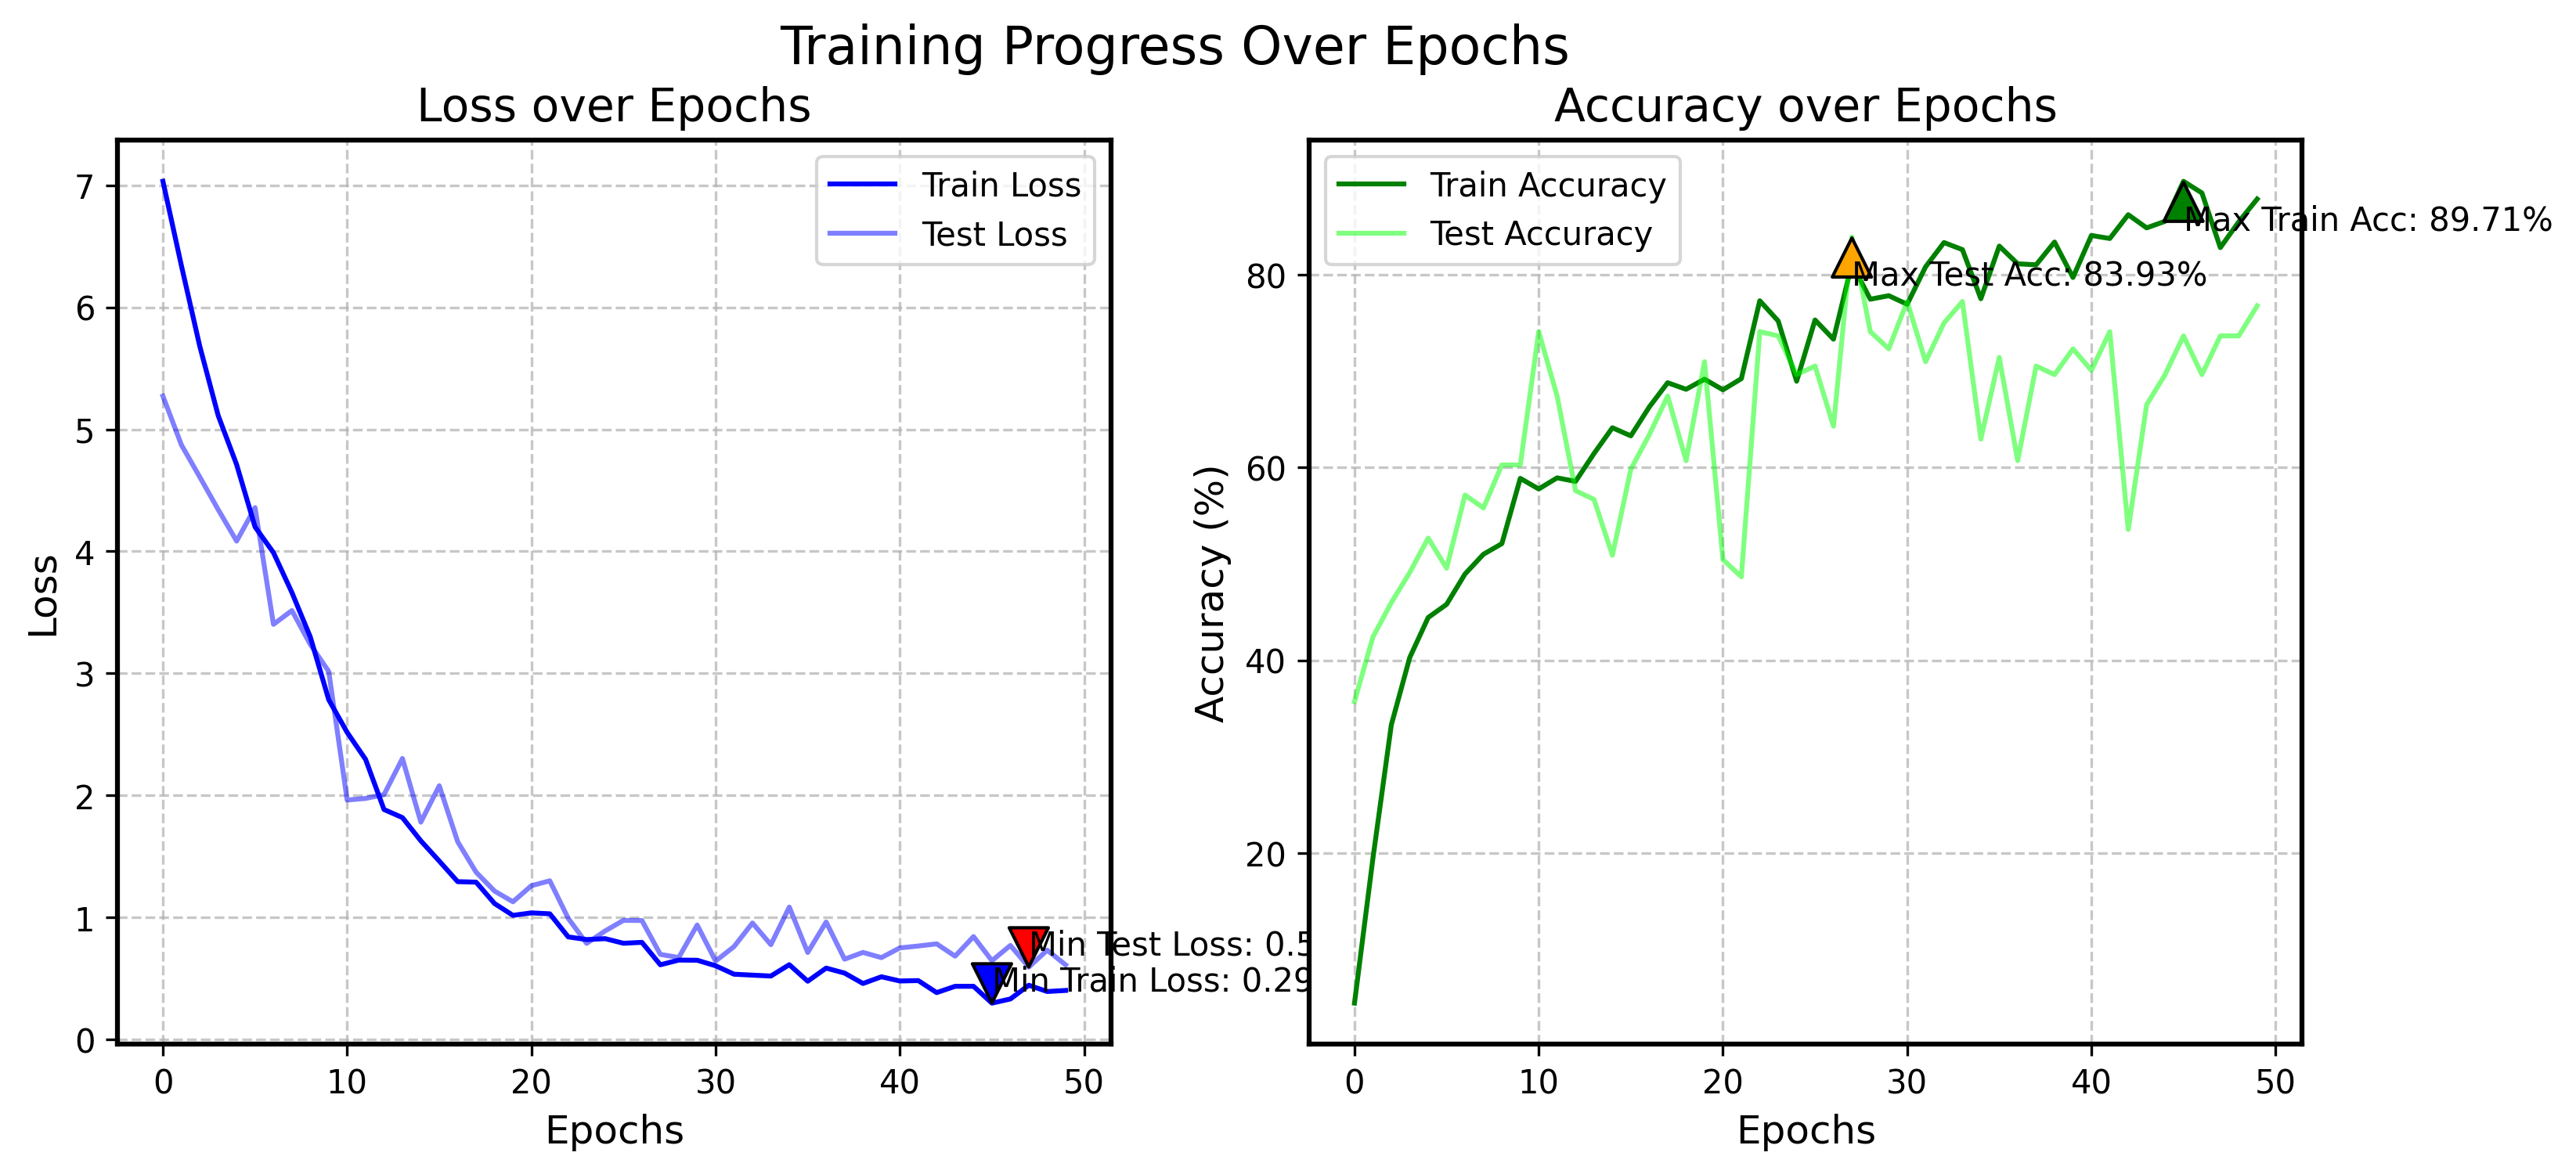 Training Progress Over Epochs
Loss over Epochs
Train Loss
Test Loss
7
6
5
4
3
2
1
0
Loss
Min Test Loss: 0.5
Min Train Loss: 0.29
0 10 20 30 40 50
Epochs
Accuracy over Epochs
Train Accuracy
Test Accuracy
Max Train Acc: 89.71%
Max Test Acc: 83.93%
80
60
40
20
Accuracy (%)
0 10 20 30 40 50
Epochs